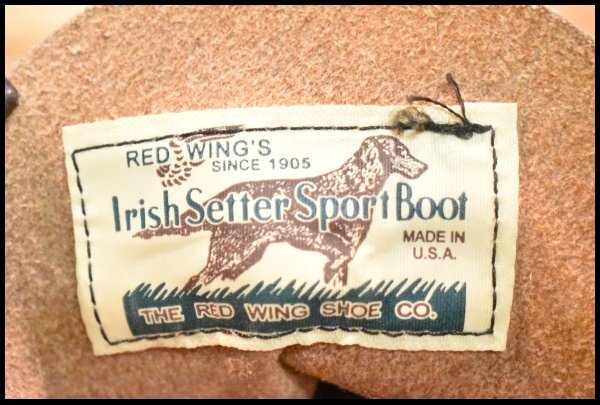 RED WING'S
SINCE 1905
Irish Setter Sport Boot
MADE IN
U.S.A.
THE RED WING SHOE CO.